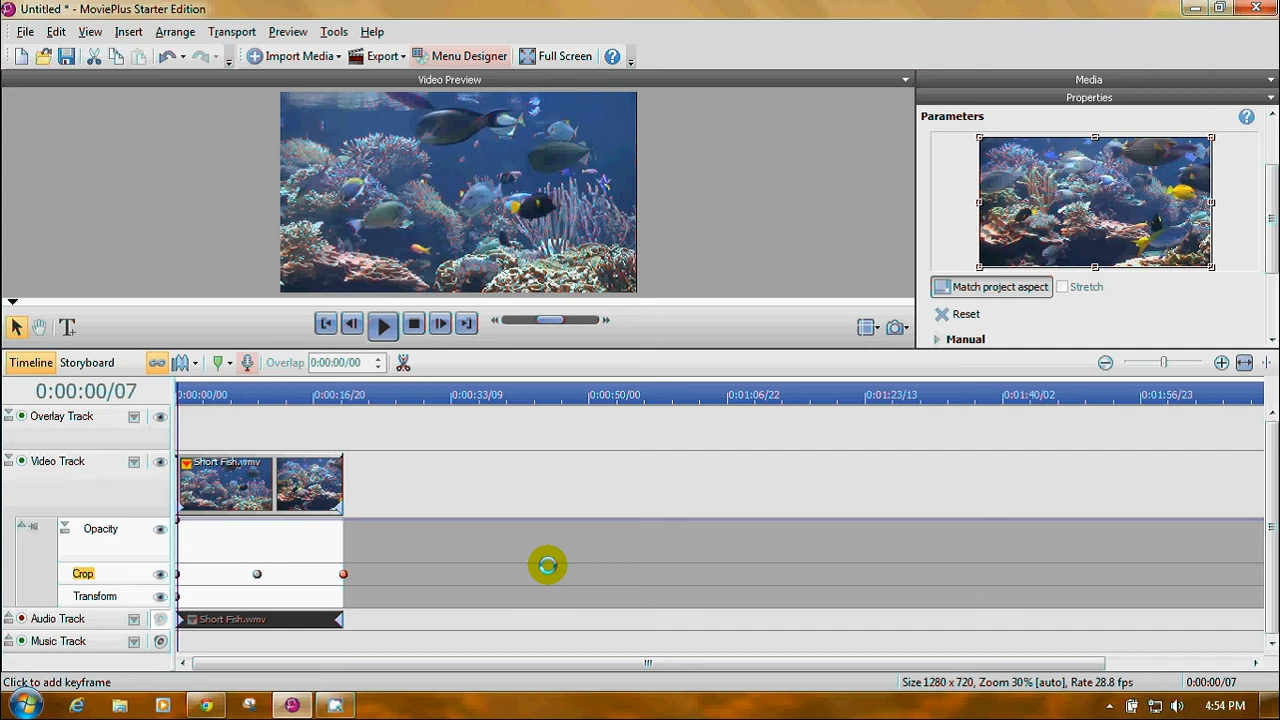 Untitled * - MoviePlus Starter Edition
File Edit View Insert Arrange Transport Preview Tools Help
Import Media Export Menu Designer Full Screen
Video Preview
Media
Properties
Parameters
Match project aspect Stretch
Reset
Manual
Timeline Storyboard Overlap 0:00:00/00
0:00:00/07
0:00:00/00 0:00:16/20 0:00:33/09 0:00:50/00 0:01:06/22 0:01:23/13 0:01:40/02 0:01:56/23
Overlay Track
Video Track
Short Fish.wmv
Opacity
Crop
Transform
Audio Track
Short Fish.wmv
Music Track
Click to add keyframe
Size 1280 x 720, Zoom 30% [auto], Rate 28.8 fps
0:00:00/07
4:54 PM